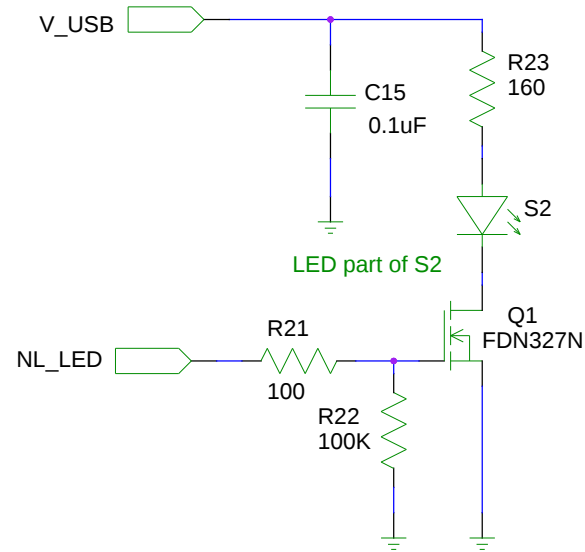 V_USB
R23
160
C15
0.1uF
S2
LED part of S2
Q1
FDN327N
R21
NL_LED
100
R22
100K